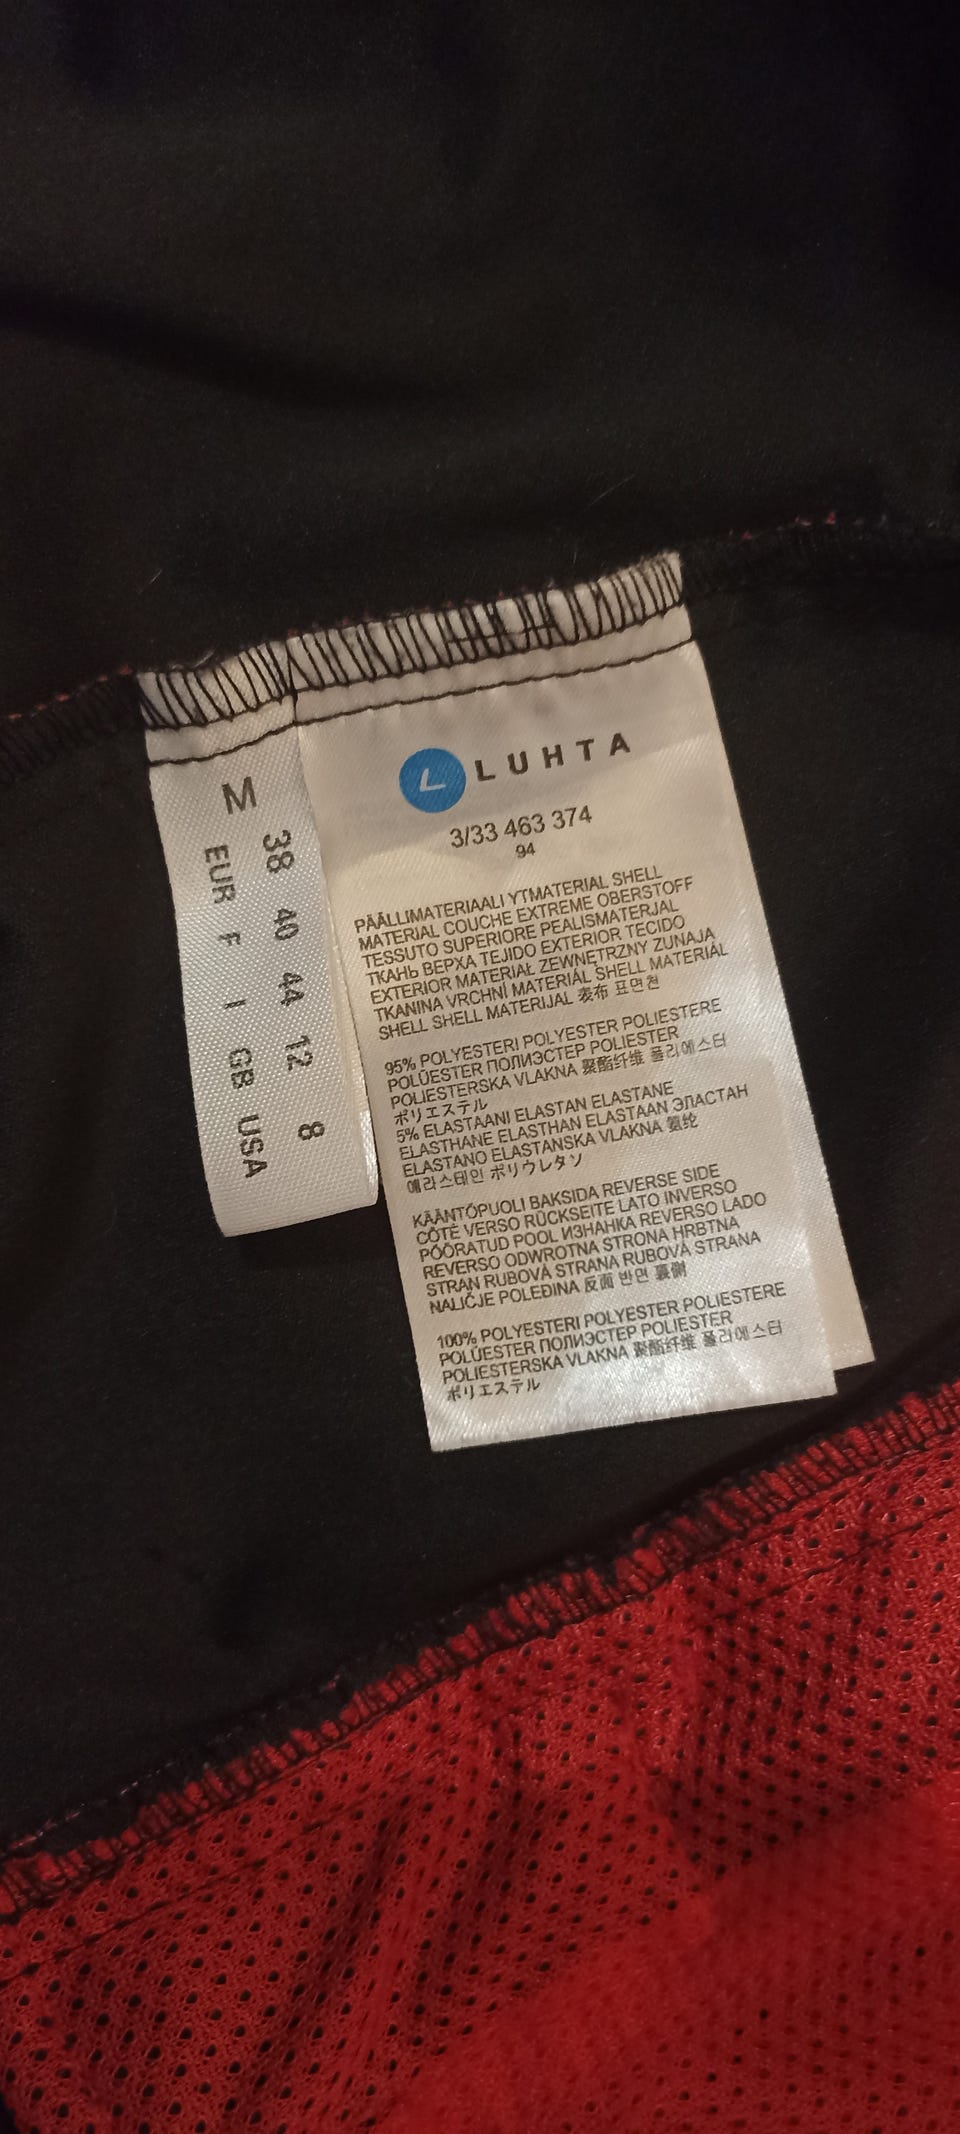 M
EUR 38
F 40
I 44
GB 12
USA 8
LUHTA
3/33 463 374
94
PÄÄLLIMATERIAALI YTMATERIAL SHELL
MATERIAL COUCHE EXTREME OBERSTOFF
TESSUTO SUPERIORE PEALISMATERJAL
ТКАНЬ ВЕРХА TEJIDO EXTERIOR TECIDO
EXTERIOR MATERIAŁ ZEWNĘTRZNY ZUNAJA
TKANINA VRCHNÍ MATERIÁL SHELL MATERIÁL
SHELL SHELL MATERIJAL 表布 표면천
95% POLYESTERI POLYESTER POLIESTERE
POLÜESTER ПОЛИЭСТЕР POLIESTER
POLIESTERSKA VLAKNA 聚酯纤维 폴리에스터
ポリエステル
5% ELASTAANI ELASTAN ELASTANE
ELASTHANE ELASTHAN ELASTAAN ЭЛАСТАН
ELASTANO ELASTANSKA VLAKNA 氨纶
에라스테인 ポリウレタン
KÄÄNTÖPUOLI BAKSIDA REVERSE SIDE
CÔTÉ VERSO RÜCKSEITE LATO INVERSO
PÖÖRATUD POOL ИЗНАНКА REVERSO LADO
REVERSO ODWROTNA STRONA HRBTNA
STRAN RUBOVÁ STRANA RUBOVÁ STRANA
NALIČJE POLEĐINA 反面 반면 裏側
100% POLYESTERI POLYESTER POLIESTERE
POLÜESTER ПОЛИЭСТЕР POLIESTER
POLIESTERSKA VLAKNA 聚酯纤维 폴리에스터
ポリエステル